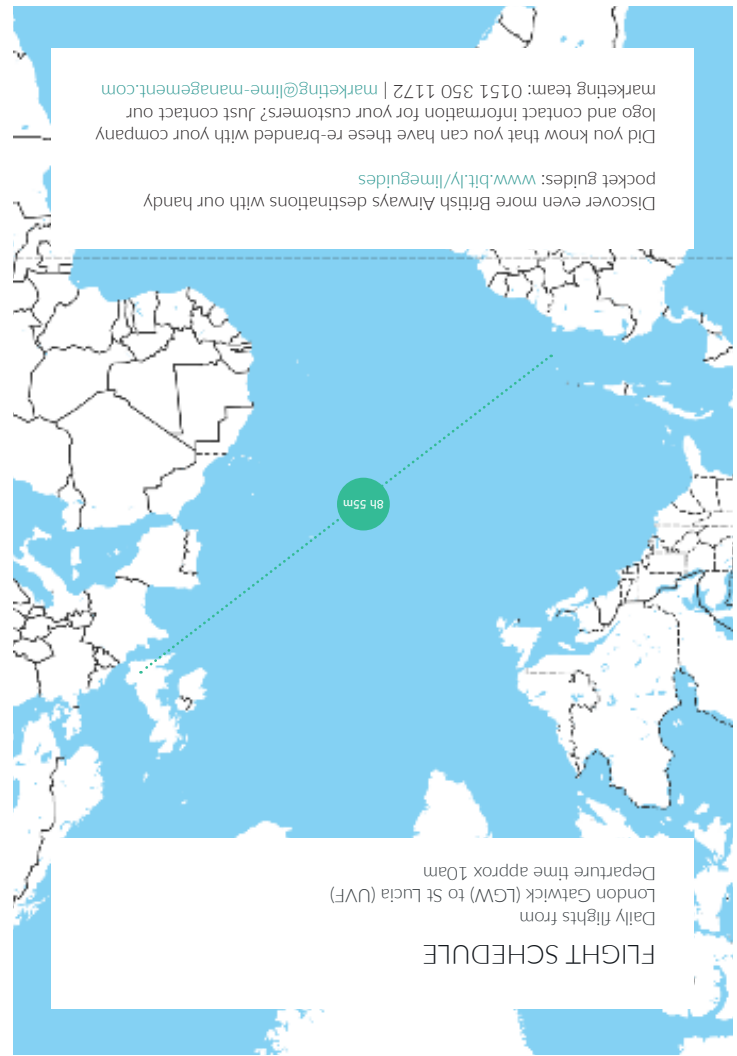 FLIGHT SCHEDULE
Daily flights from
London Gatwick (LGW) to St Lucia (UVF)
Departure time approx 10am
8h 55m
Discover even more British Airways destinations with our handy
pocket guides: www.bit.ly/limeguides
Did you know that you can have these re-branded with your company
logo and contact information for your customers? Just contact our
marketing team: 0151 350 1172 | marketing@lime-management.com